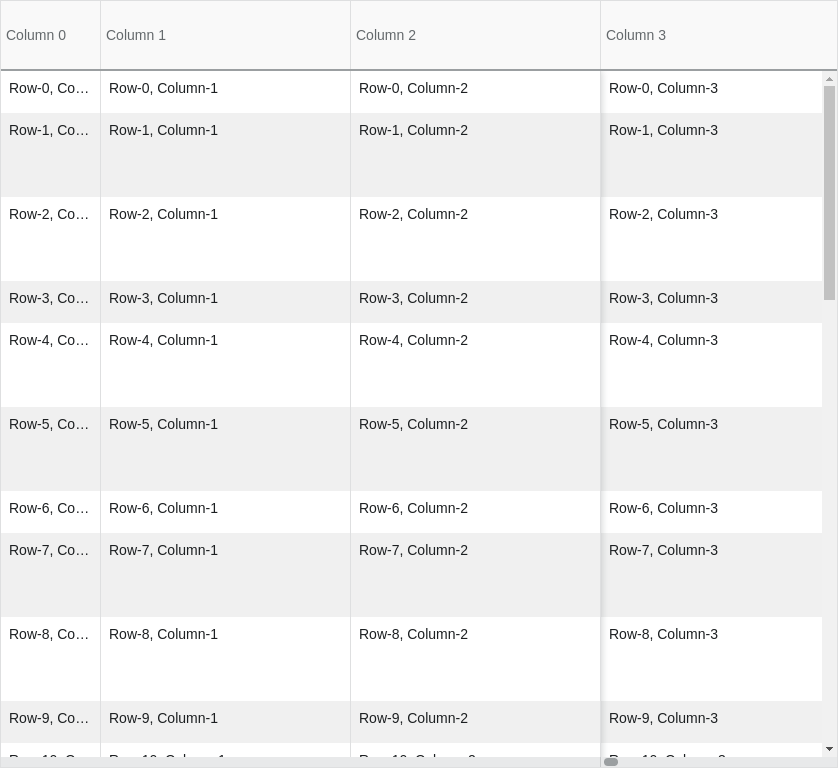 Column 0 Column 1 Column 2 Column 3
Row-0, Co... Row-0, Column-1 Row-0, Column-2 Row-0, Column-3
Row-1, Co... Row-1, Column-1 Row-1, Column-2 Row-1, Column-3
Row-2, Co... Row-2, Column-1 Row-2, Column-2 Row-2, Column-3
Row-3, Co... Row-3, Column-1 Row-3, Column-2 Row-3, Column-3
Row-4, Co... Row-4, Column-1 Row-4, Column-2 Row-4, Column-3
Row-5, Co... Row-5, Column-1 Row-5, Column-2 Row-5, Column-3
Row-6, Co... Row-6, Column-1 Row-6, Column-2 Row-6, Column-3
Row-7, Co... Row-7, Column-1 Row-7, Column-2 Row-7, Column-3
Row-8, Co... Row-8, Column-1 Row-8, Column-2 Row-8, Column-3
Row-9, Co... Row-9, Column-1 Row-9, Column-2 Row-9, Column-3